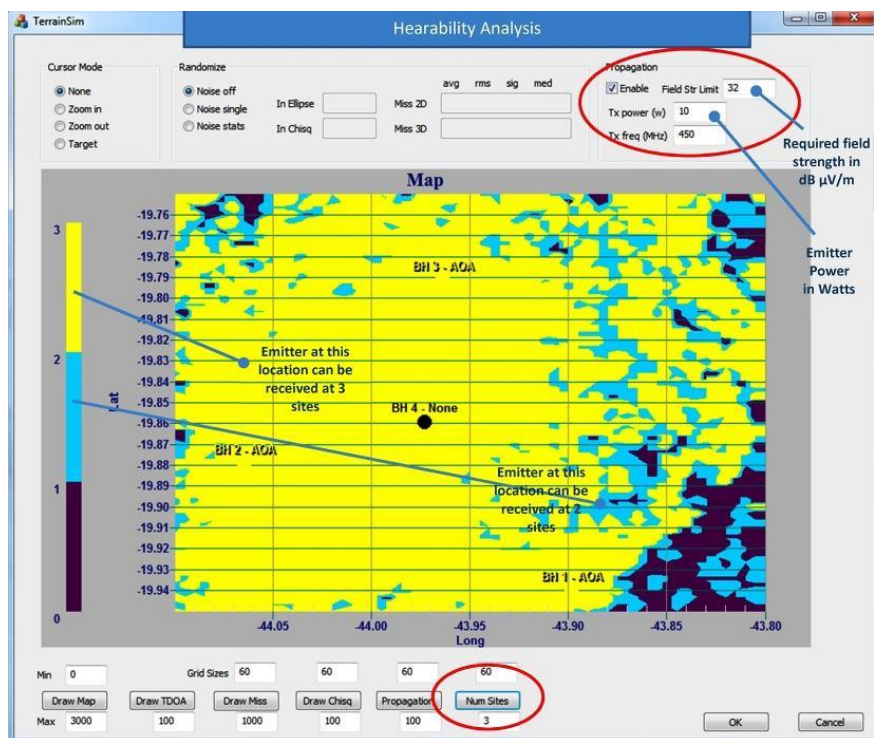 TerrainSim
Hearability Analysis
Cursor Mode
None
Zoom in
Zoom out
Target
Randomize
Noise off
Noise single
Noise stats
avg rms sig med
In Ellipse
Miss 2D
In Chisq
Miss 3D
Propagation
Enable Field Str Limit 32
Tx power (w) 10
Tx freq (MHz) 450
Required field
strength in
dB µV/m
Emitter
Power
in Watts
Map
3
2
1
0
Lat
-19.76
-19.77
-19.78
-19.79
-19.80
-19.81
-19.82
-19.83
-19.84
-19.85
-19.86
-19.87
-19.88
-19.89
-19.90
-19.91
-19.92
-19.93
-19.94
BH 3 - AOA
Emitter at this
location can be
received at 3
sites
BH 4 - None
BH 2 - AOA
Emitter at this
location can be
received at 2
sites
BH 1 - AOA
-44.05 -44.00 -43.95 -43.90 -43.85 -43.80
Long
Min 0 Grid Sizes 60 60 60 60
Draw Map Draw TDOA Draw Miss Draw Chisq Propagation Num Sites
Max 3000 100 1000 100 100 3
OK Cancel